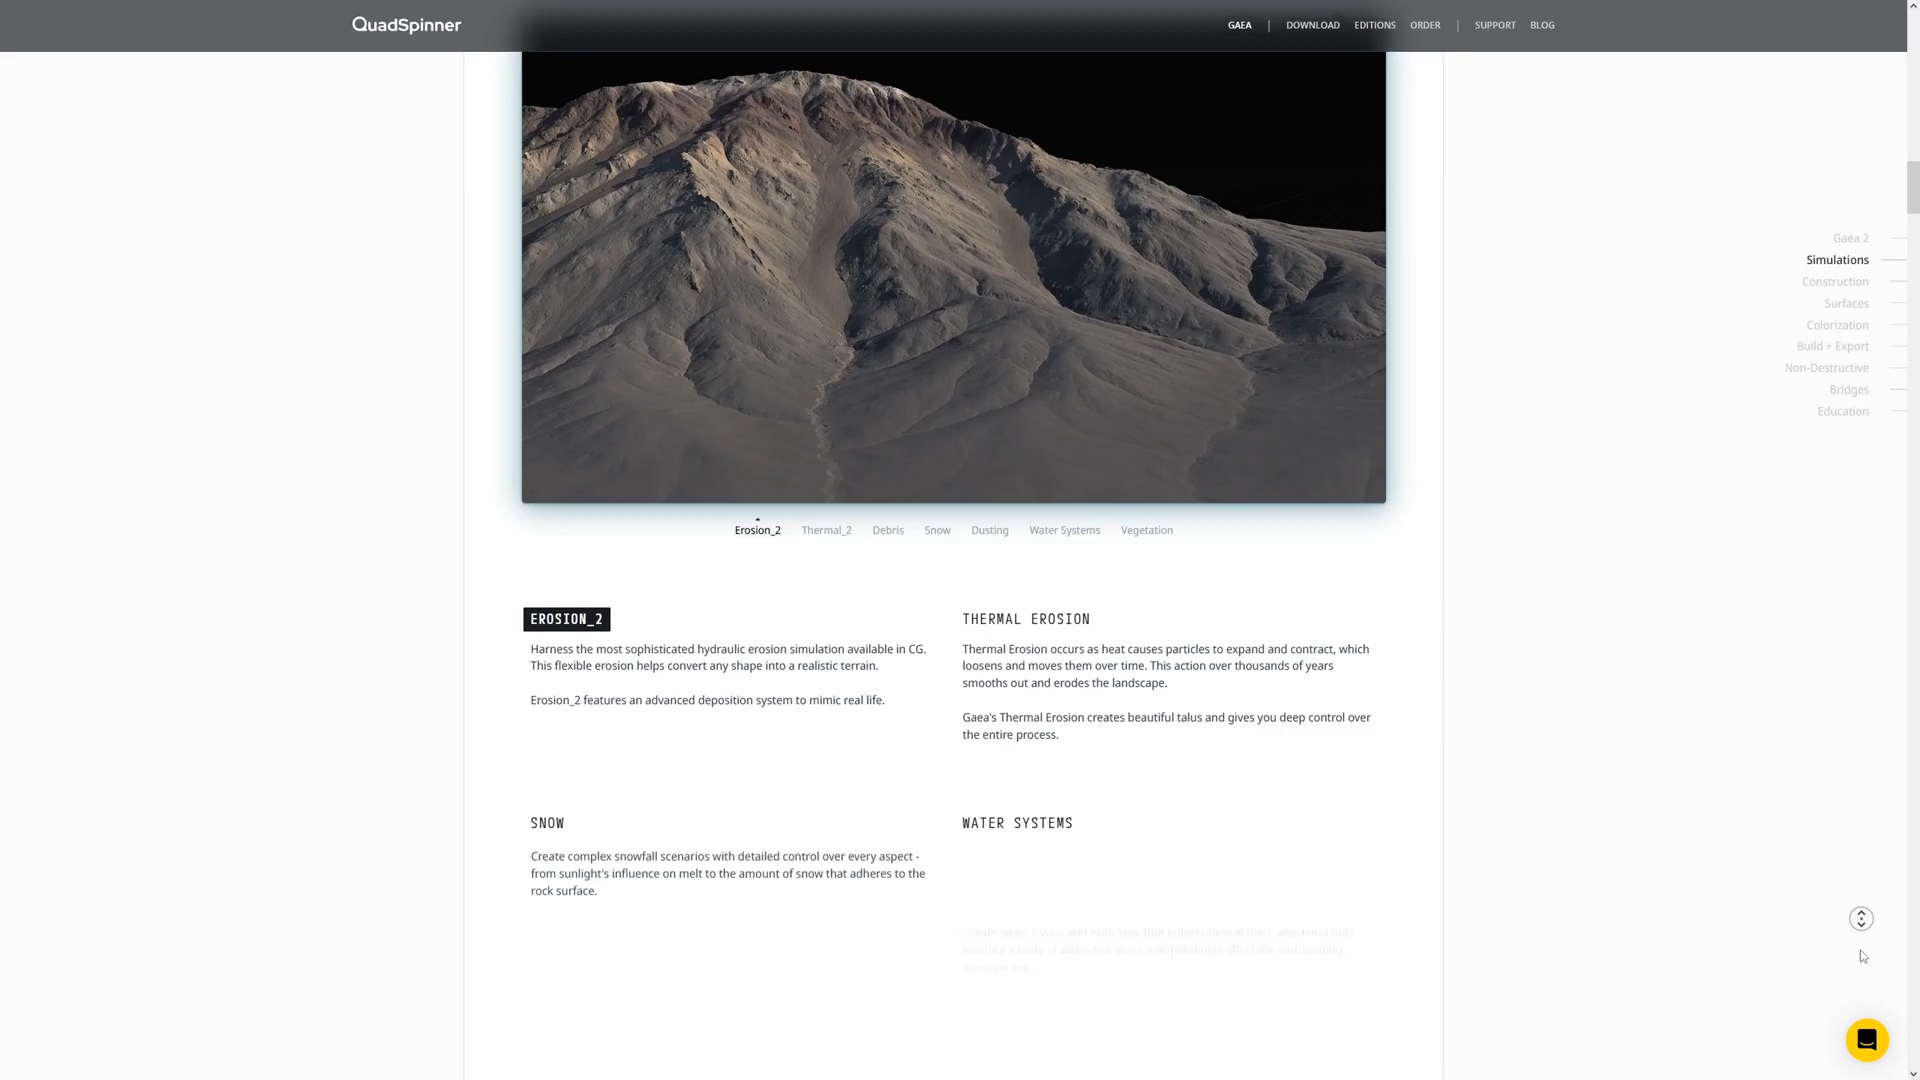 QuadSpinner
GAEA | DOWNLOAD EDITIONS ORDER | SUPPORT BLOG
Gaea 2
Simulations
Construction
Surfaces
Colorization
Build + Export
Non-Destructive
Bridges
Education
Erosion_2 Thermal_2 Debris Snow Dusting Water Systems Vegetation
EROSION_2
Harness the most sophisticated hydraulic erosion simulation available in CG.
This flexible erosion helps convert any shape into a realistic terrain.
Erosion_2 features an advanced deposition system to mimic real life.
THERMAL EROSION
Thermal Erosion occurs as heat causes particles to expand and contract, which
loosens and moves them over time. This action over thousands of years
smooths out and erodes the landscape.
Gaea's Thermal Erosion creates beautiful talus and gives you deep control over
the entire process.
SNOW
Create complex snowfall scenarios with detailed control over every aspect -
from sunlight's influence on melt to the amount of snow that adheres to the
rock surface.
WATER SYSTEMS